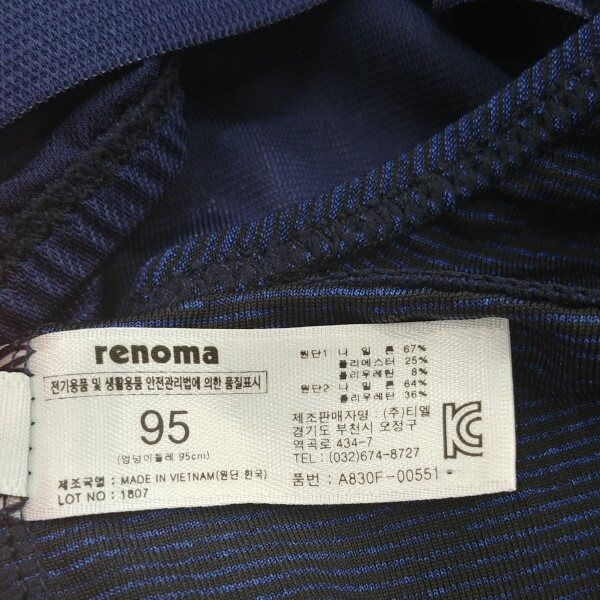 renoma
전기용품 및 생활용품 안전관리법에 의한 품질표시
95
(엉덩이둘레 95cm)
제조국명 : MADE IN VIETNAM(원단:한국)
LOT NO : 1807
원단1 나 일 론 67%
폴리에스터 25%
폴리우레탄 8%
원단2 나 일 론 64%
폴리우레탄 36%
제조판매자명 : (주)티엘
경기도 부천시 오정구
역곡로 434-7
TEL : (032)674-8727
품번 : A830F-00551